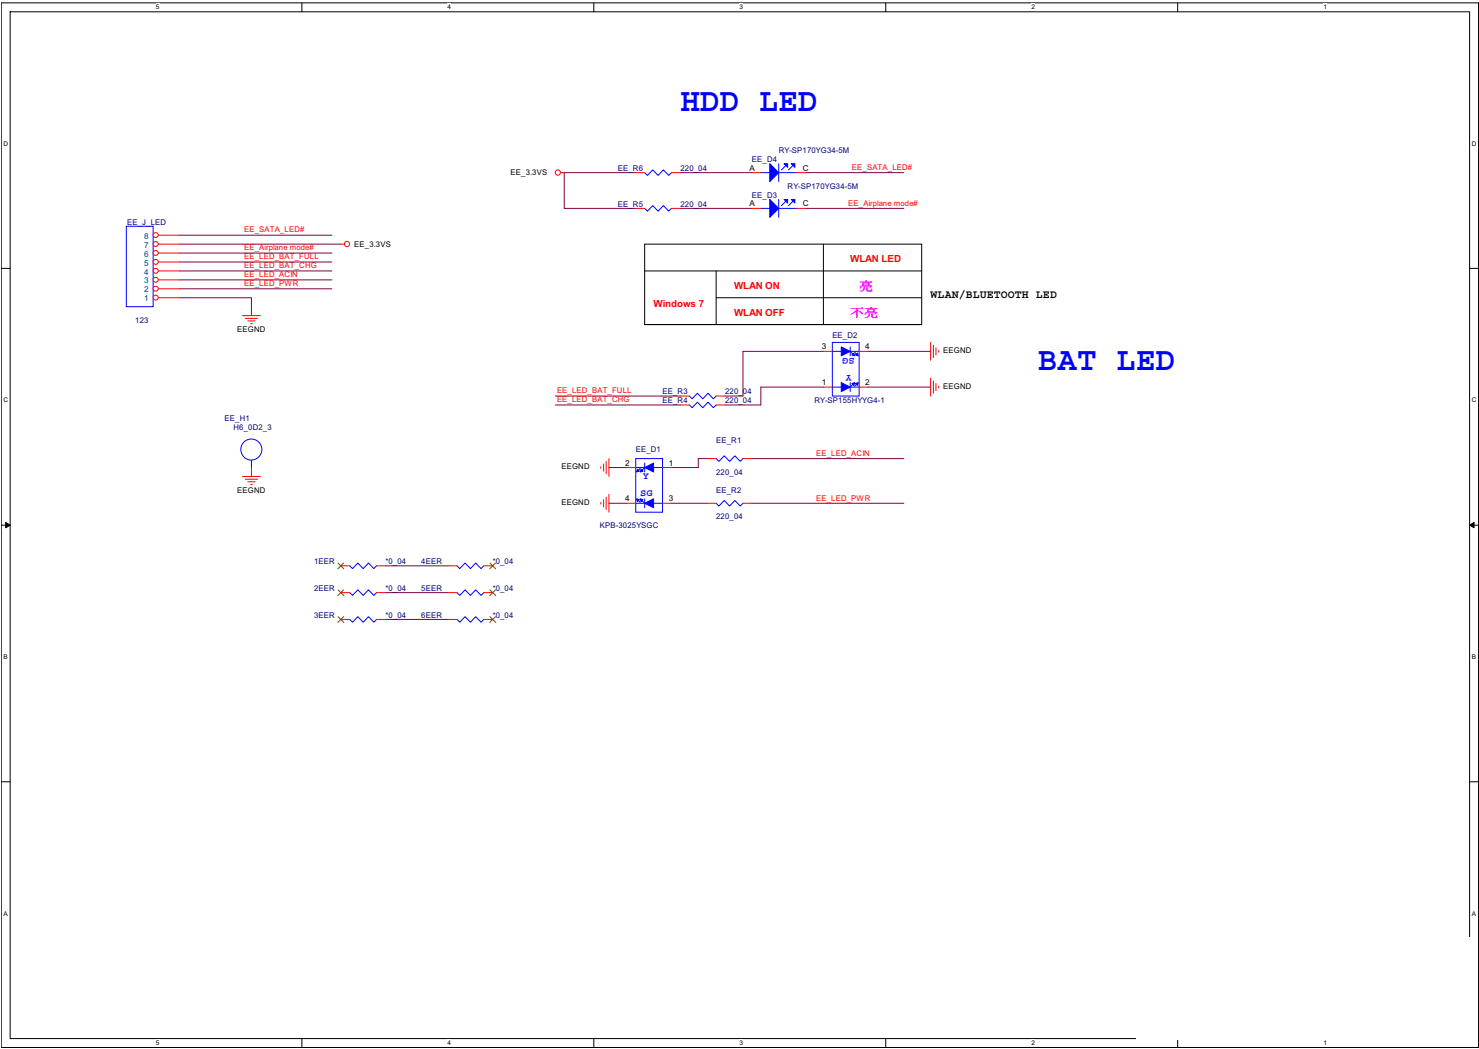 5 4 3 2 1
HDD LED
D D
RY-SP170YG34-5M
EE_D4
EE_3.3VS EE_R6 220_04 A C EE_SATA_LED#
RY-SP170YG34-5M
EE_D3
EE_R5 220_04 A C EE_Airplane mode#
EE_J_LED
8 EE_SATA_LED#
7 EE_3.3VS
6 EE_Airplane mode#
5 EE_LED_BAT_FULL
4 EE_LED_BAT_CHG
3 EE_LED_ACIN
2 EE_LED_PWR
1
123
EEGND
WLAN LED
Windows 7
WLAN ON 亮
WLAN OFF 不亮
WLAN/BLUETOOTH LED
BAT LED
EE_D2
3 SG 4 EEGND
1 Y 2 EEGND
EE_LED_BAT_FULL EE_R3 220_04
EE_LED_BAT_CHG EE_R4 220_04
RY-SP155HYYG4-1
C C
EE_H1
H6_0D2_3
EEGND
EE_D1 EE_R1
EEGND 2 Y 1 220_04 EE_LED_ACIN
EE_R2
EEGND 4 SG 3 220_04 EE_LED_PWR
KPB-3025YSGC
1EER *0_04 4EER *0_04
2EER *0_04 5EER *0_04
3EER *0_04 6EER *0_04
B B
A A
5 4 3 2 1